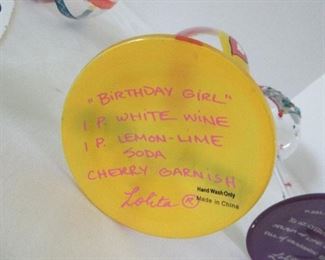 "BIRTHDAY GIRL"
1 P. WHITE WINE
1 P. LEMON-LIME
SODA
CHERRY GARNISH
Hand Wash Only
Lolita ®
Made in China